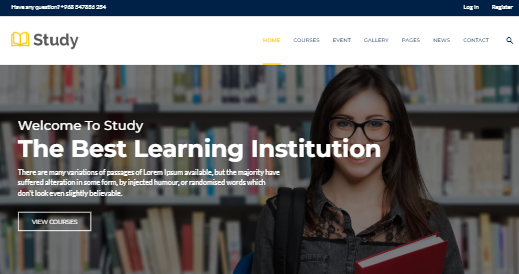 Have any question? +968 547856 254
Log In Register
Study
HOME COURSES EVENT GALLERY PAGES NEWS CONTACT
Welcome To Study
The Best Learning Institution
There are many variations of passages of Lorem Ipsum available, but the majority have
suffered alteration in some form, by injected humour, or randomised words which
don't look even slightly believable.
VIEW COURSES